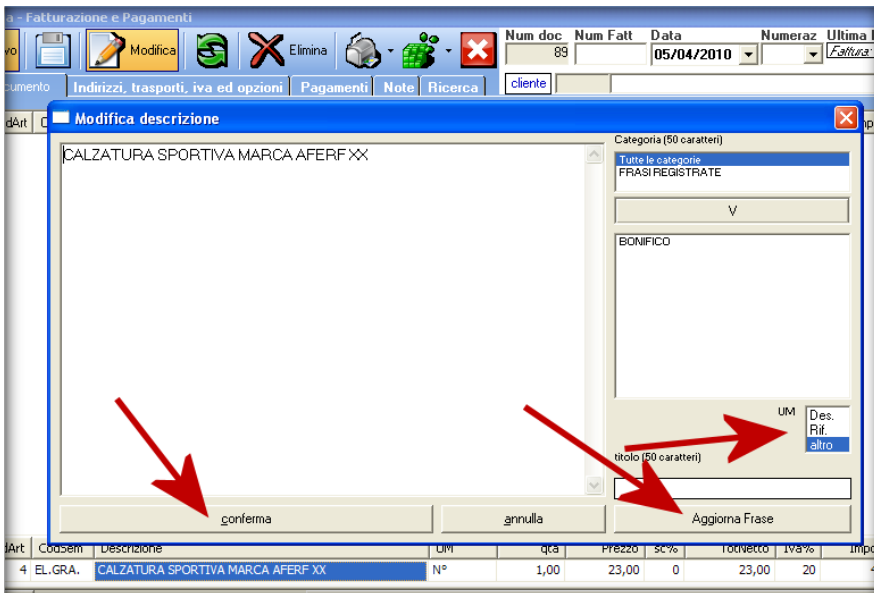 a - Fatturazione e Pagamenti
vo
Modifica
Elimina
Num doc Num Fatt Data Numeraz Ultima
89 05/04/2010 Fattura:
cumento Indirizzi, trasporti, iva ed opzioni Pagamenti Note Ricerca
cliente
dArt
Modifica descrizione
CALZATURA SPORTIVA MARCA AFERF XX
Categoria (50 caratteri)
Tutte le categorie
FRASI REGISTRATE
V
BONIFICO
UM
Des.
Rif.
altro
titolo (50 caratteri)
conferma annulla Aggiorna Frase
dArt CodSem Descrizione UM qta Prezzo sc% TotNetto Iva% Impo
4 EL.GRA. CALZATURA SPORTIVA MARCA AFERF XX N° 1,00 23,00 0 23,00 20 4